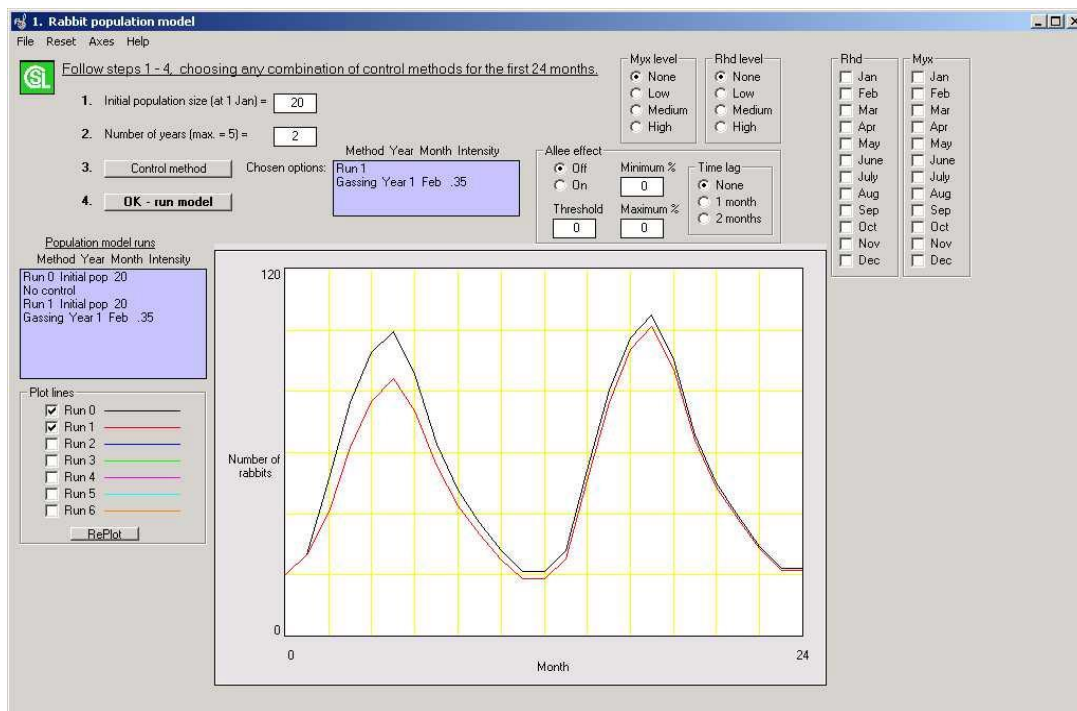 1. Rabbit population model
File Reset Axes Help
CSL
Follow steps 1 - 4, choosing any combination of control methods for the first 24 months.
1. Initial population size (at 1 Jan) = 20
2. Number of years (max. = 5) = 2
3. Control method
Chosen options:
Method Year Month Intensity
Run 1
Gassing Year 1 Feb .35
4. OK - run model
Myx level
None
Low
Medium
High
Rhd level
None
Low
Medium
High
Allee effect
Off
On
Threshold
0
Minimum %
0
Maximum %
0
Time lag
None
1 month
2 months
Rhd
Jan
Feb
Mar
Apr
May
June
July
Aug
Sep
Oct
Nov
Dec
Myx
Jan
Feb
Mar
Apr
May
June
July
Aug
Sep
Oct
Nov
Dec
Population model runs
Method Year Month Intensity
Run 0 Initial pop 20
No control
Run 1 Initial pop 20
Gassing Year 1 Feb .35
Plot lines
Run 0
Run 1
Run 2
Run 3
Run 4
Run 5
Run 6
RePlot
120
Number of
rabbits
0
0
24
Month